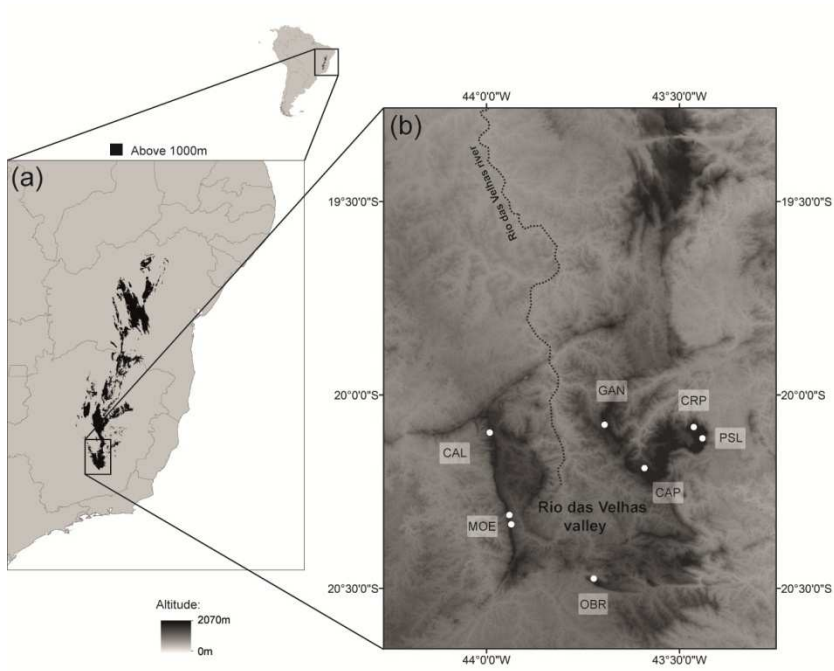 Above 1000m
(a)
Altitude:
2070m
0m
44°0'0"W
43°30'0"W
(b)
Rio das Velhas river
19°30'0"S
19°30'0"S
20°0'0"S
20°0'0"S
GAN
CRP
PSL
CAL
CAP
Rio das Velhas
valley
MOE
20°30'0"S
20°30'0"S
OBR
44°0'0"W
43°30'0"W